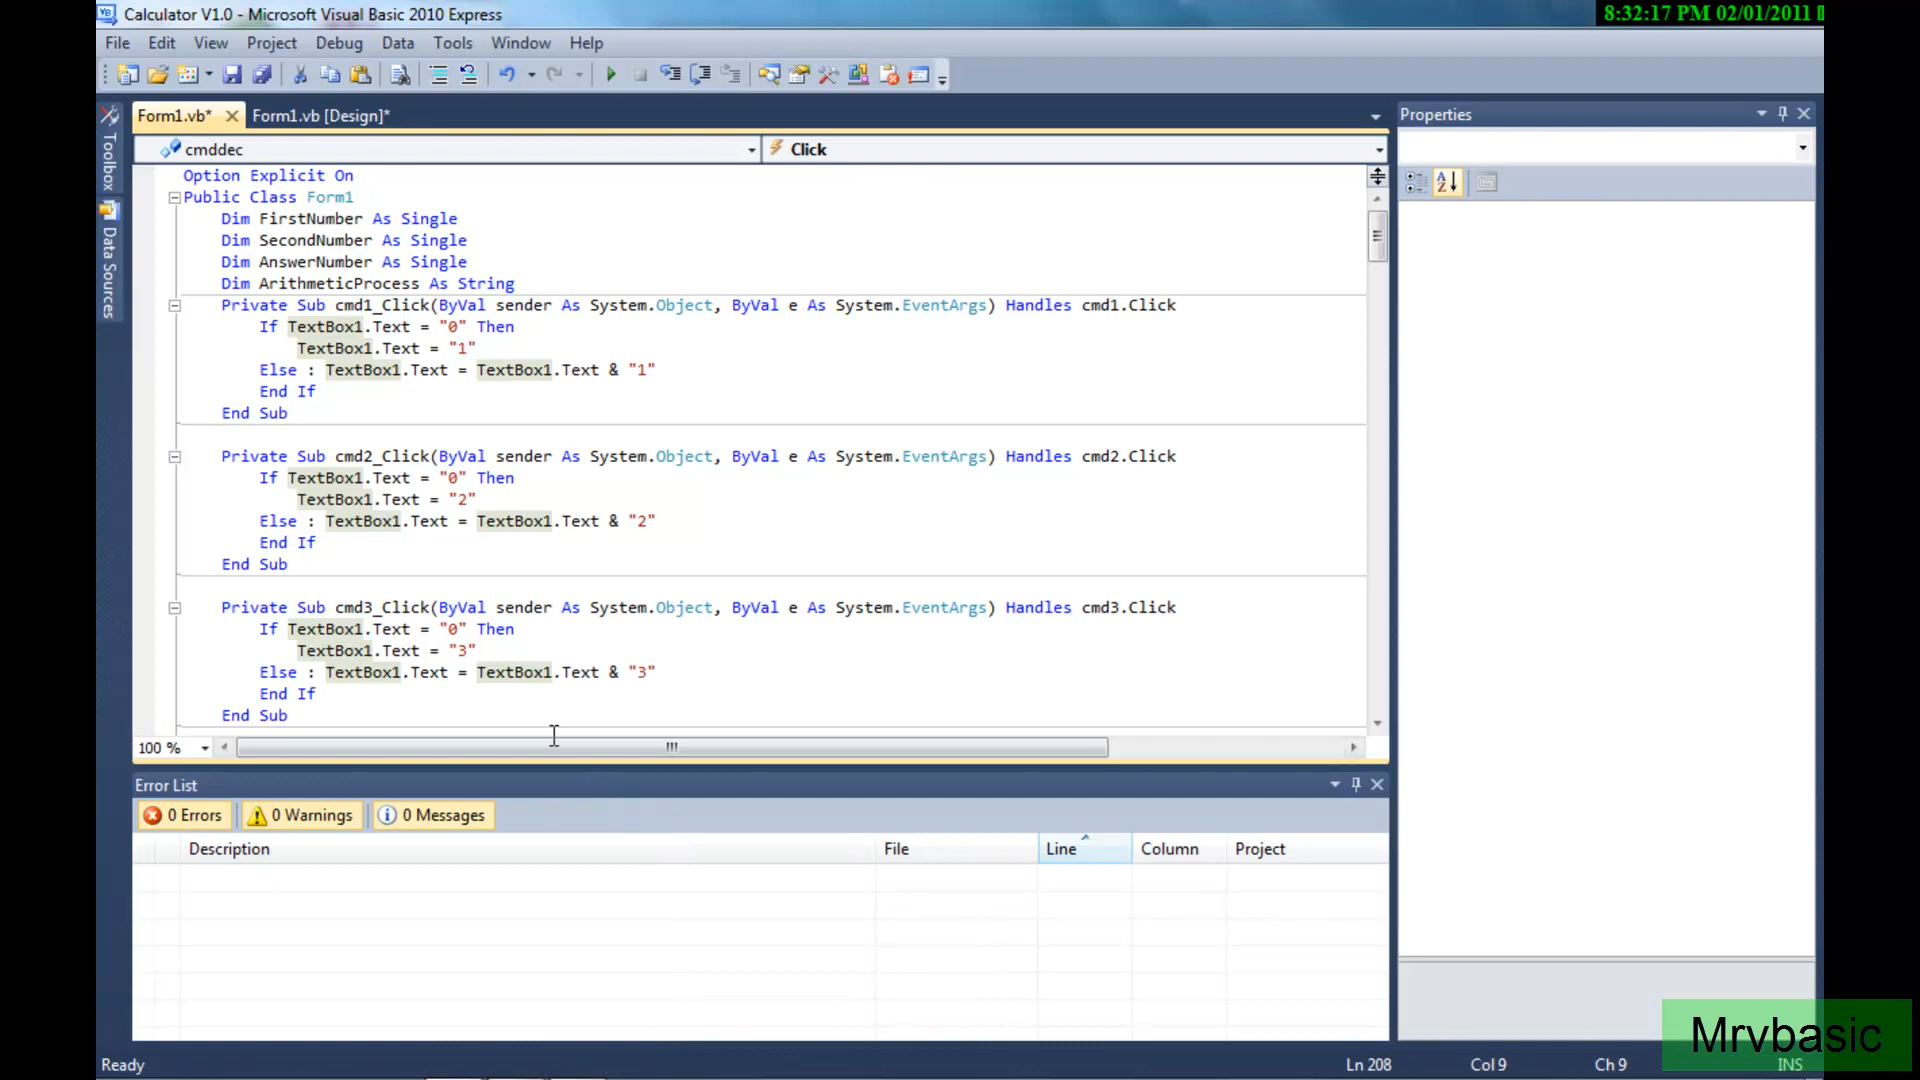 Calculator V1.0 - Microsoft Visual Basic 2010 Express
8:32:17 PM 02/01/2011
File Edit View Project Debug Data Tools Window Help
Form1.vb* Form1.vb [Design]*
Properties
Toolbox
Data Sources
cmddec Click
Option Explicit On
Public Class Form1
Dim FirstNumber As Single
Dim SecondNumber As Single
Dim AnswerNumber As Single
Dim ArithmeticProcess As String
Private Sub cmd1_Click(ByVal sender As System.Object, ByVal e As System.EventArgs) Handles cmd1.Click
If TextBox1.Text = "0" Then
TextBox1.Text = "1"
Else : TextBox1.Text = TextBox1.Text & "1"
End If
End Sub
Private Sub cmd2_Click(ByVal sender As System.Object, ByVal e As System.EventArgs) Handles cmd2.Click
If TextBox1.Text = "0" Then
TextBox1.Text = "2"
Else : TextBox1.Text = TextBox1.Text & "2"
End If
End Sub
Private Sub cmd3_Click(ByVal sender As System.Object, ByVal e As System.EventArgs) Handles cmd3.Click
If TextBox1.Text = "0" Then
TextBox1.Text = "3"
Else : TextBox1.Text = TextBox1.Text & "3"
End If
End Sub
100 %
Error List
0 Errors 0 Warnings 0 Messages
Description File Line Column Project
Mrvbasic
Ready Ln 208 Col 9 Ch 9 INS